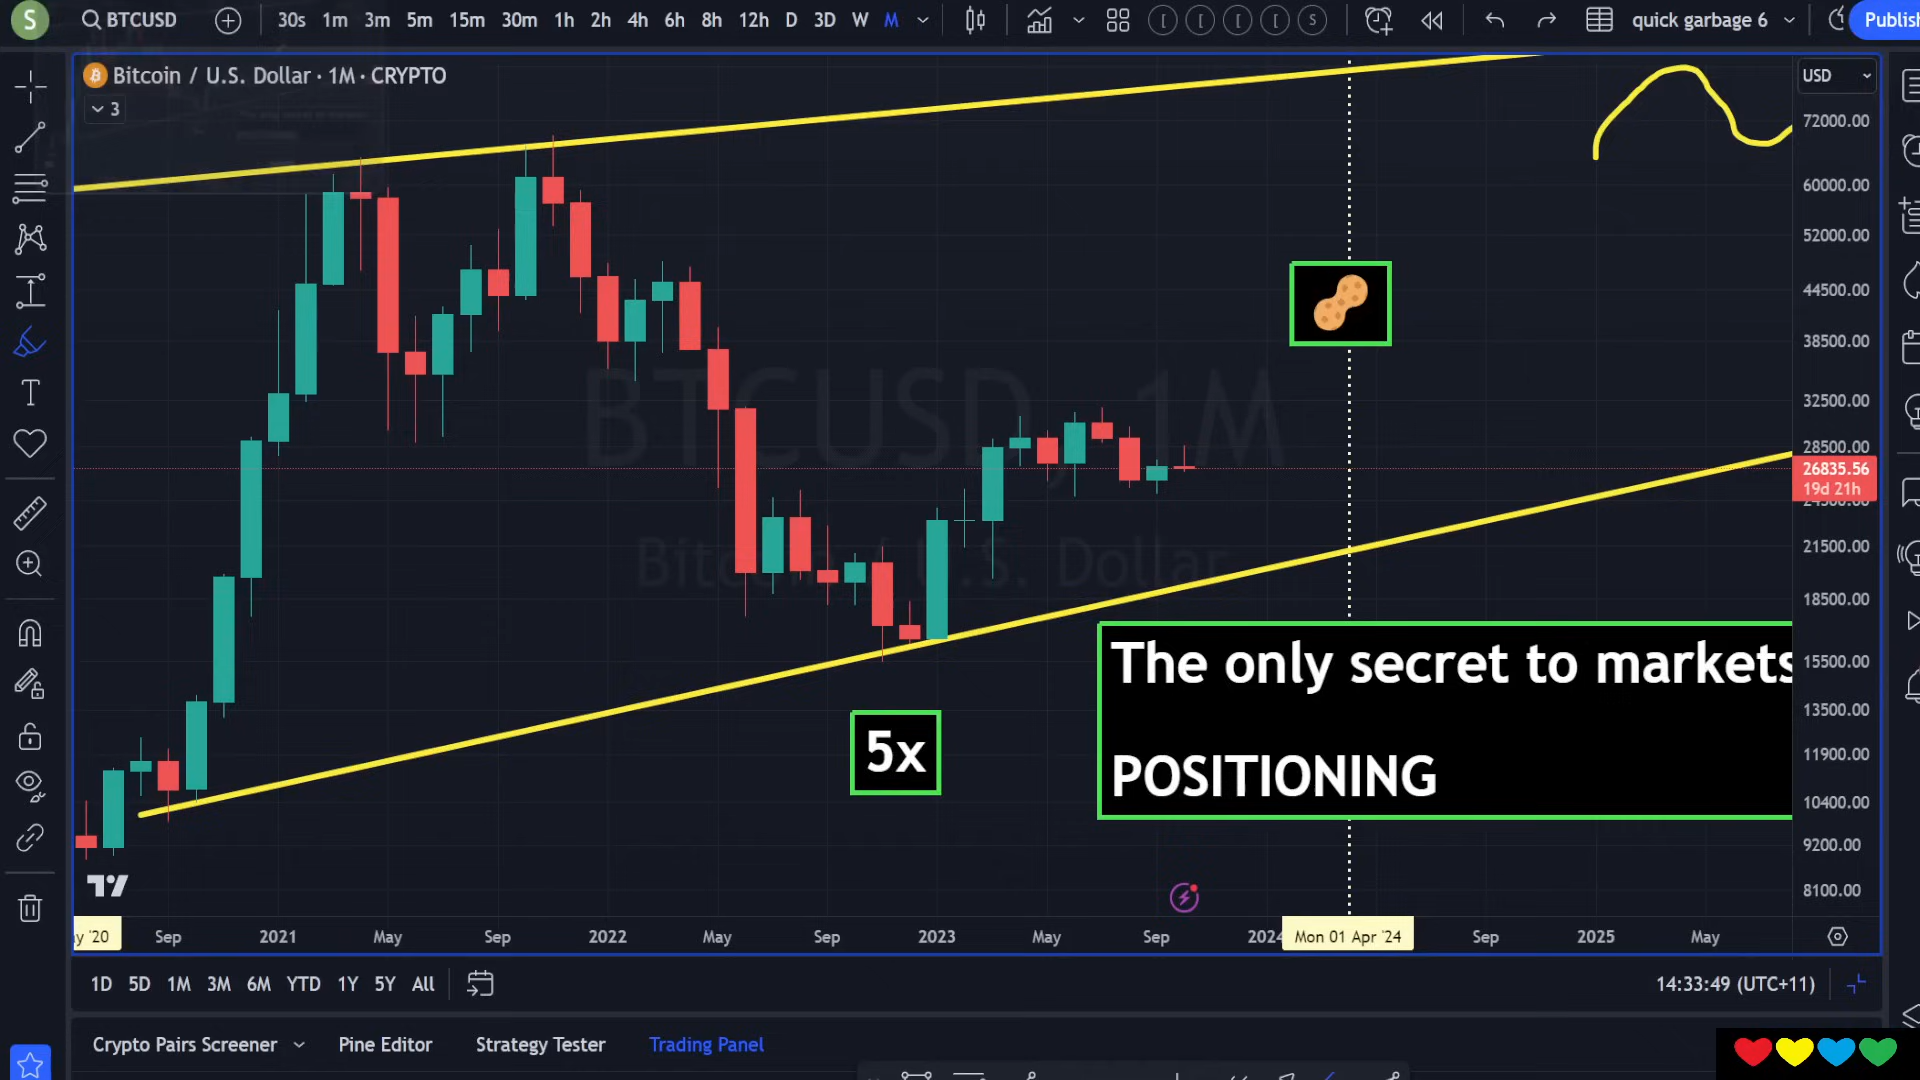 S
BTCUSD
30s 1m 3m 5m 15m 30m 1h 2h 4h 6h 8h 12h D 3D W M
S
quick garbage 6
Publish
Bitcoin / U.S. Dollar · 1M · CRYPTO
3
USD
72000.00
60000.00
52000.00
44500.00
38500.00
32500.00
28500.00
26835.56
19d 21h
21500.00
18500.00
15500.00
13500.00
11900.00
10400.00
9200.00
8100.00
BTCUSD, 1M
Bitcoin / U.S. Dollar
The only secret to markets
POSITIONING
5x
y '20 Sep 2021 May Sep 2022 May Sep 2023 May Sep 2024 Mon 01 Apr '24 Sep 2025 May
1D 5D 1M 3M 6M YTD 1Y 5Y All
14:33:49 (UTC+11)
Crypto Pairs Screener Pine Editor Strategy Tester Trading Panel